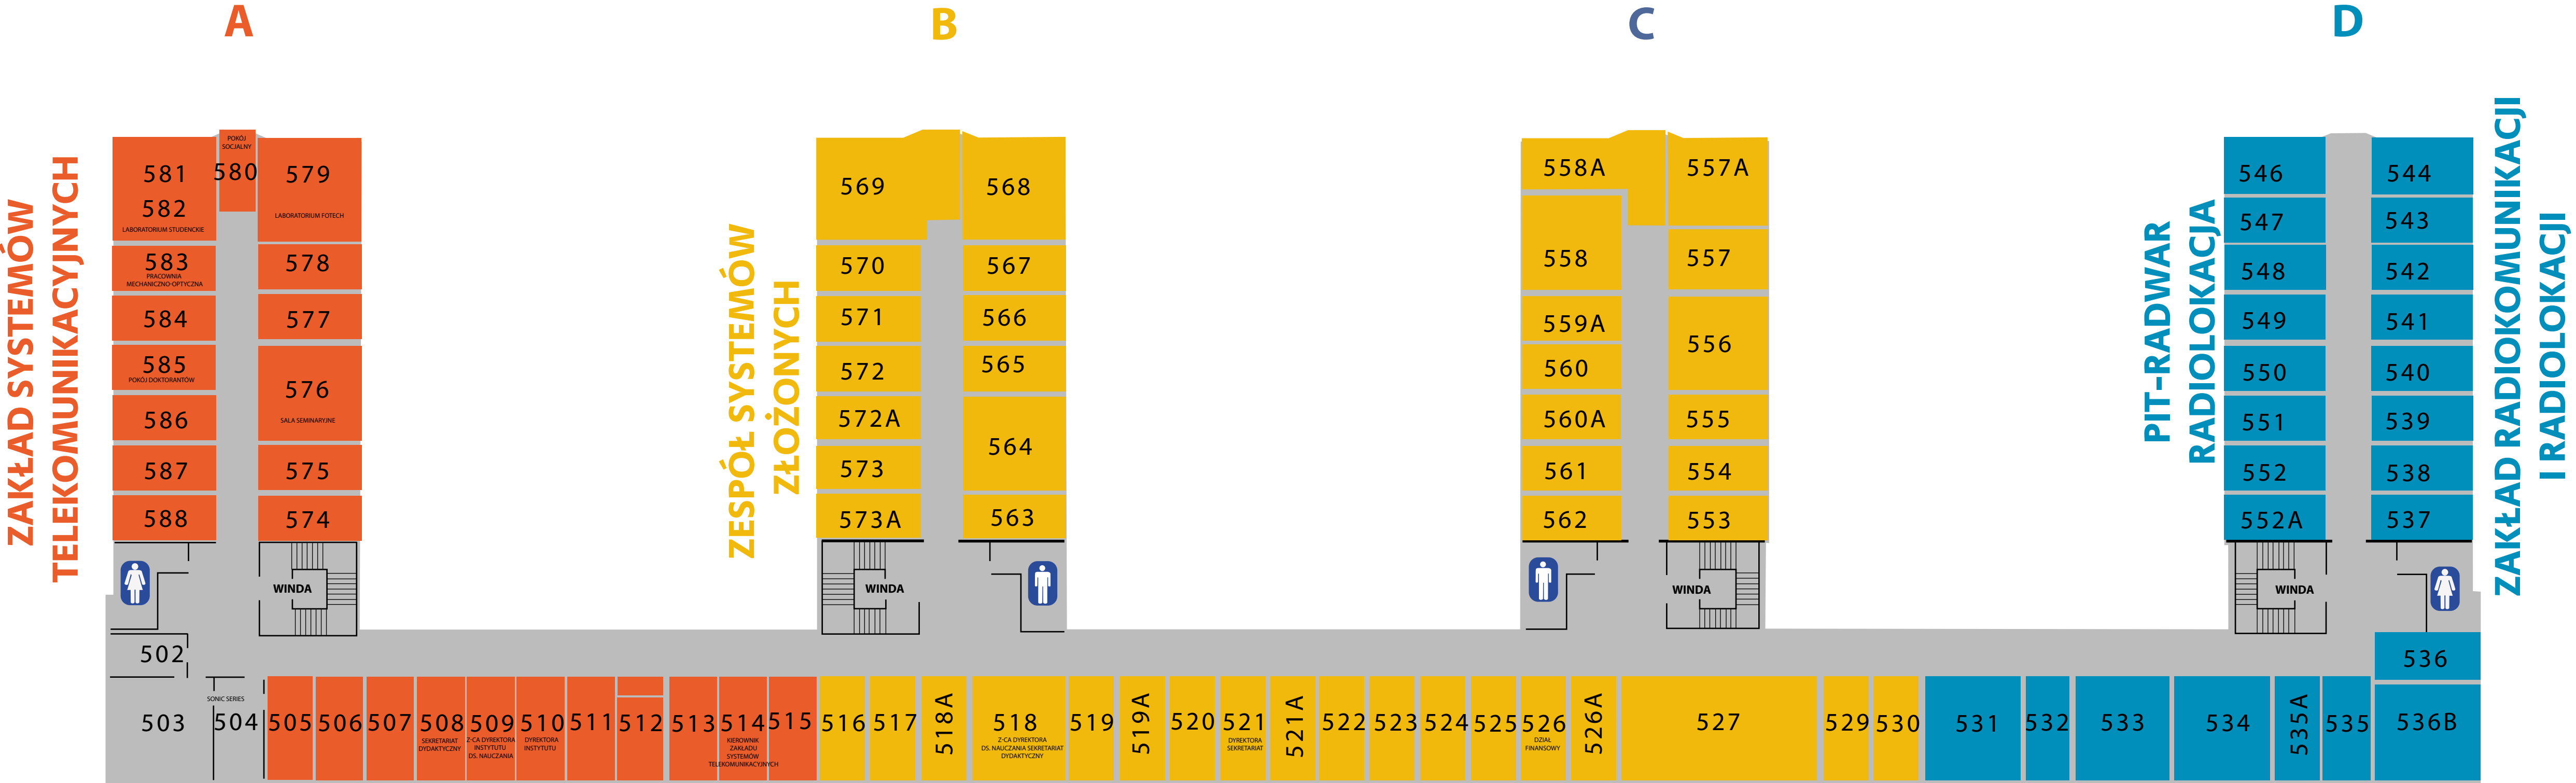 A
B
C
D
ZAKŁAD SYSTEMÓW
TELEKOMUNIKACYJNYCH
POKÓJ
SOCJALNY
580
581
582
LABORATORIUM STUDENCKIE
583
PRACOWNIA
MECHANICZNO-OPTYCZNA
584
585
POKÓJ DOKTORANTÓW
586
587
588
579
LABORATORIUM FOTECH
578
577
576
SALA SEMINARYJNE
575
574
WINDA
ZESPÓŁ SYSTEMÓW
ZŁOŻONYCH
569
570
571
572
572A
573
573A
568
567
566
565
564
563
WINDA
558A
558
559A
560
560A
561
562
557A
557
556
555
554
553
WINDA
PIT-RADWAR
RADIOLOKACJA
546
547
548
549
550
551
552
552A
544
543
542
541
540
539
538
537
WINDA
ZAKŁAD RADIOKOMUNIKACJI
I RADIOLOKACJI
502
503
SONIC SERIES
504
505
506
507
508
SEKRETARIAT
DYDAKTYCZNY
509
Z-CA DYREKTORA
INSTYTUTU
DS. NAUCZANIA
510
DYREKTORA
INSTYTUTU
511
512
513
514
KIEROWNIK
ZAKŁADU
SYSTEMÓW
TELEKOMUNIKACYJNYCH
515
516
517
518A
518
Z-CA DYREKTORA
DS. NAUCZANIA SEKRETARIAT
DYDAKTYCZNY
519
519A
520
521
DYREKTORA
SEKRETARIAT
521A
522
523
524
525
526
DZIAŁ
FINANSOWY
526A
527
529
530
531
532
533
534
535A
535
536
536B